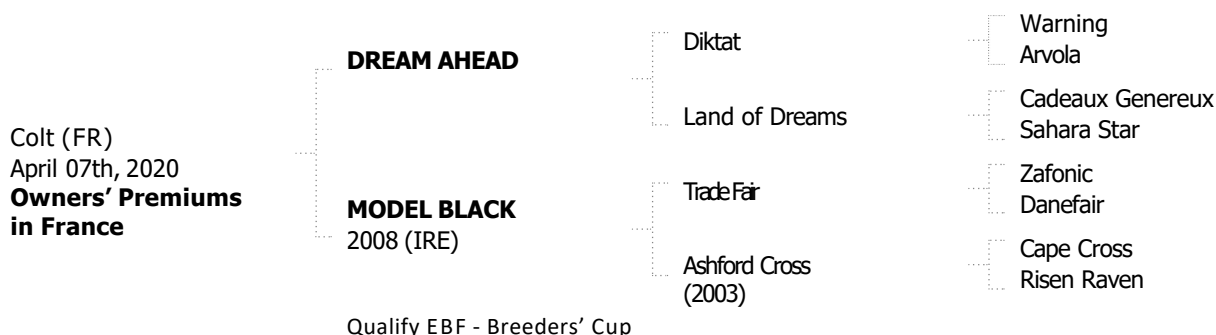 Colt (FR)
April 07th, 2020
Owners’ Premiums
in France
DREAM AHEAD
MODEL BLACK
2008 (IRE)
Diktat
Land of Dreams
Trade Fair
Ashford Cross
(2003)
Warning
Arvola
Cadeaux Genereux
Sahara Star
Zafonic
Danefair
Cape Cross
Risen Raven
Qualify EBF - Breeders’ Cup